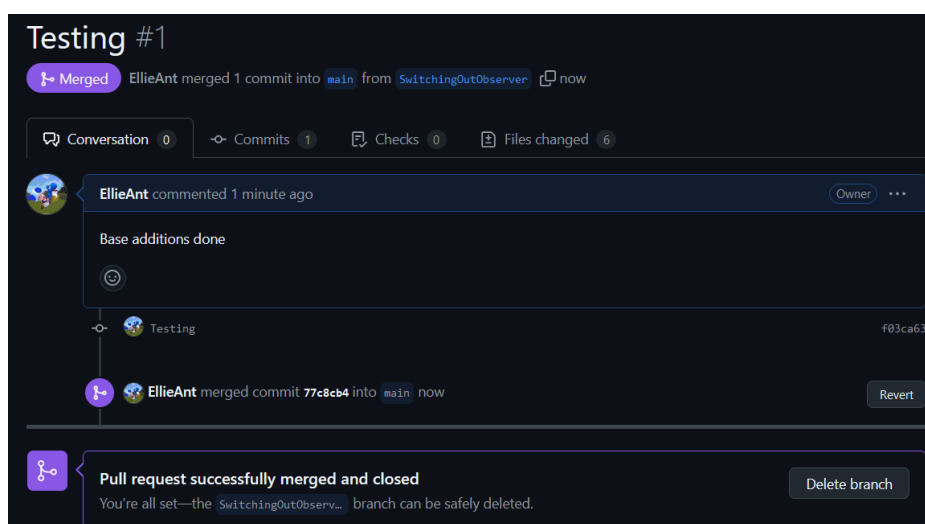 Testing #1
Merged EllieAnt merged 1 commit into main from SwitchingOutObserver now
Conversation 0 Commits 1 Checks 0 Files changed 6
EllieAnt commented 1 minute ago Owner
Base additions done
Testing f03ca63
EllieAnt merged commit 77c8cb4 into main now Revert
Pull request successfully merged and closed
Delete branch
You're all set—the SwitchingOutObserv… branch can be safely deleted.